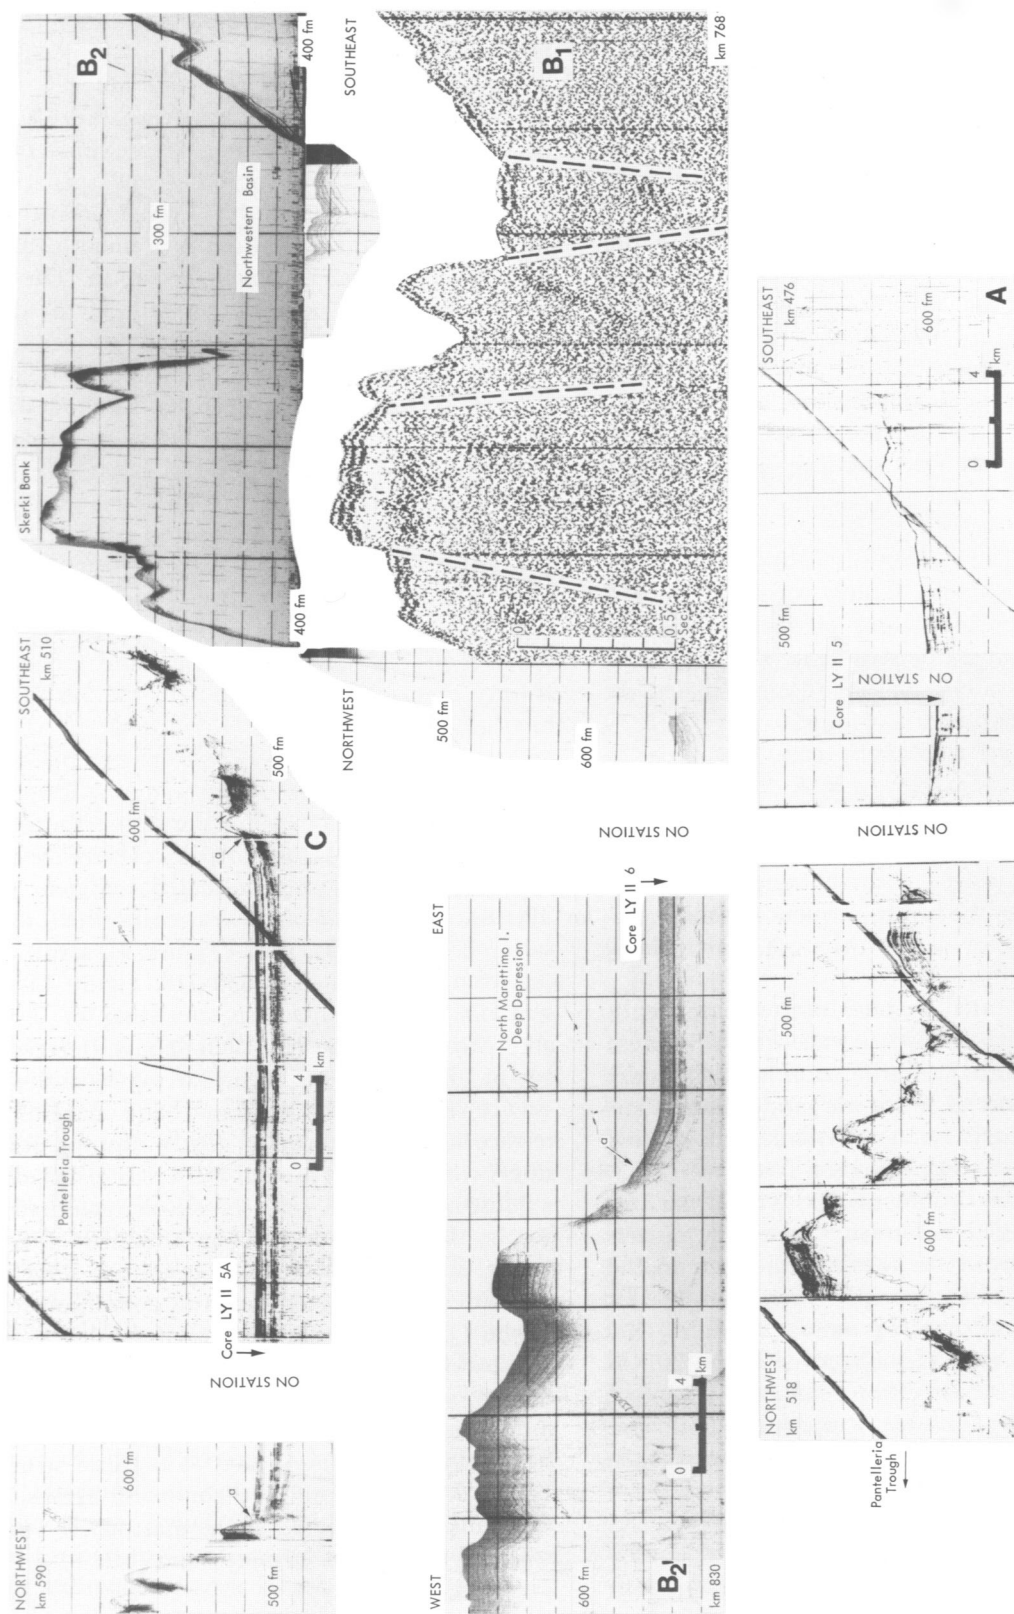 NORTHWEST
km 590
600 fm
a
500 fm
ON STATION
Core LY II 5A
Pantelleria Trough
0
4
km
600 fm
a
C
SOUTHEAST
km 510
500 fm
Skerki Bank
B2
300 fm
Northwestern Basin
400 fm
400 fm
NORTHWEST
500 fm
600 fm
0
0.5
Sec
B1
SOUTHEAST
km 768
WEST
600 fm
B2'
km 830
0
4
km
a
North Marettimo I.
Deep Depression
EAST
Core LY II 6
ON STATION
NORTHWEST
km 518
Pantelleria
Trough
600 fm
500 fm
ON STATION
Core LY II 5
ON STATION
500 fm
0
4
km
600 fm
SOUTHEAST
km 476
A